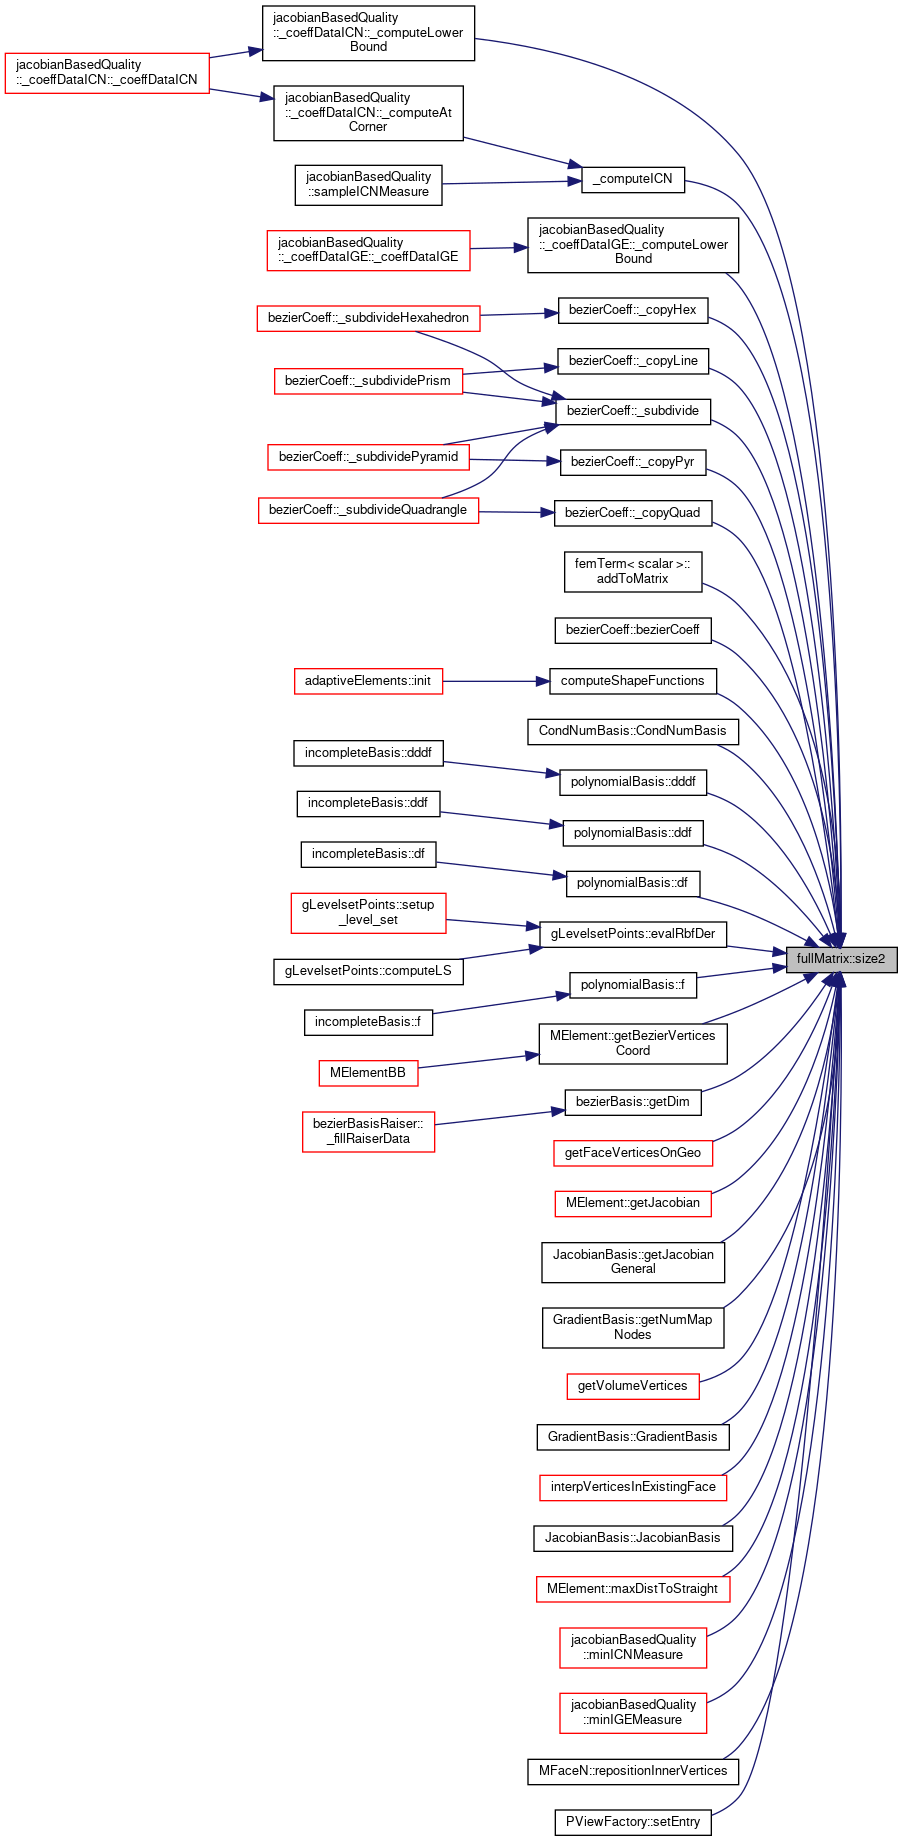 jacobianBasedQuality
::_coeffDataICN::_computeLower
Bound
jacobianBasedQuality
::_coeffDataICN::_coeffDataICN
jacobianBasedQuality
::_coeffDataICN::_computeAt
Corner
_computeICN
jacobianBasedQuality
::sampleICNMeasure
jacobianBasedQuality
::_coeffDataIGE::_computeLower
Bound
jacobianBasedQuality
::_coeffDataIGE::_coeffDataIGE
bezierCoeff::_copyHex
bezierCoeff::_subdivideHexahedron
bezierCoeff::_copyLine
bezierCoeff::_subdividePrism
bezierCoeff::_subdivide
bezierCoeff::_subdividePyramid
bezierCoeff::_copyPyr
bezierCoeff::_subdivideQuadrangle
bezierCoeff::_copyQuad
femTerm< scalar >::
addToMatrix
bezierCoeff::bezierCoeff
adaptiveElements::init
computeShapeFunctions
CondNumBasis::CondNumBasis
incompleteBasis::dddf
polynomialBasis::dddf
incompleteBasis::ddf
polynomialBasis::ddf
incompleteBasis::df
polynomialBasis::df
gLevelsetPoints::setup
_level_set
gLevelsetPoints::evalRbfDer
gLevelsetPoints::computeLS
fullMatrix::size2
polynomialBasis::f
incompleteBasis::f
MElement::getBezierVertices
Coord
MElementBB
bezierBasis::getDim
bezierBasisRaiser::
_fillRaiserData
getFaceVerticesOnGeo
MElement::getJacobian
JacobianBasis::getJacobian
General
GradientBasis::getNumMap
Nodes
getVolumeVertices
GradientBasis::GradientBasis
interpVerticesInExistingFace
JacobianBasis::JacobianBasis
MElement::maxDistToStraight
jacobianBasedQuality
::minICNMeasure
jacobianBasedQuality
::minIGEMeasure
MFaceN::repositionInnerVertices
PViewFactory::setEntry